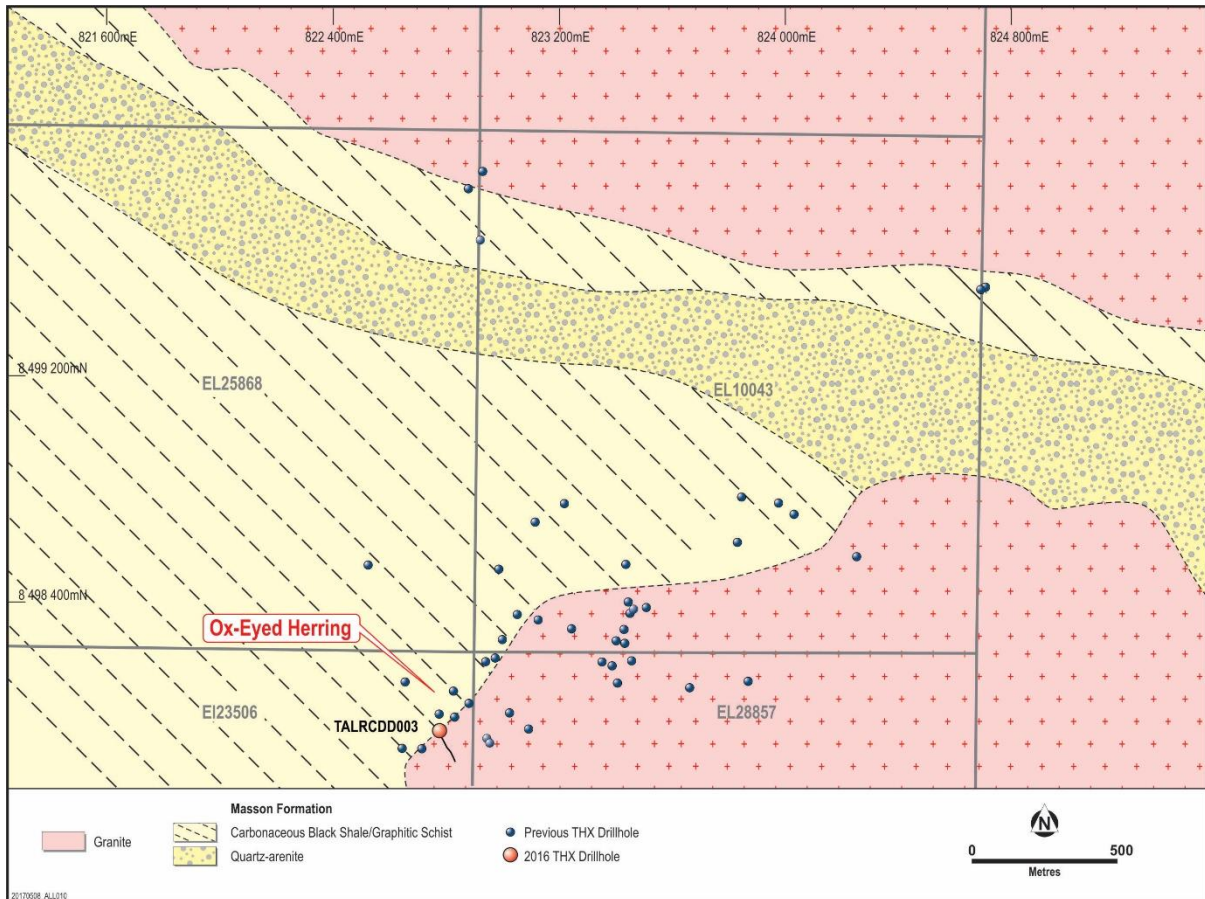 821 600mE
822 400mE
823 200mE
824 000mE
824 800mE
8 499 200mN
EL25868
EL10043
8 498 400mN
Ox-Eyed Herring
EI23506
TALRCDD003
EL28857
Masson Formation
Granite
Carbonaceous Black Shale/Graphitic Schist
Quartz-arenite
Previous THX Drillhole
2016 THX Drillhole
N
0
500
Metres
20170508_ALL010